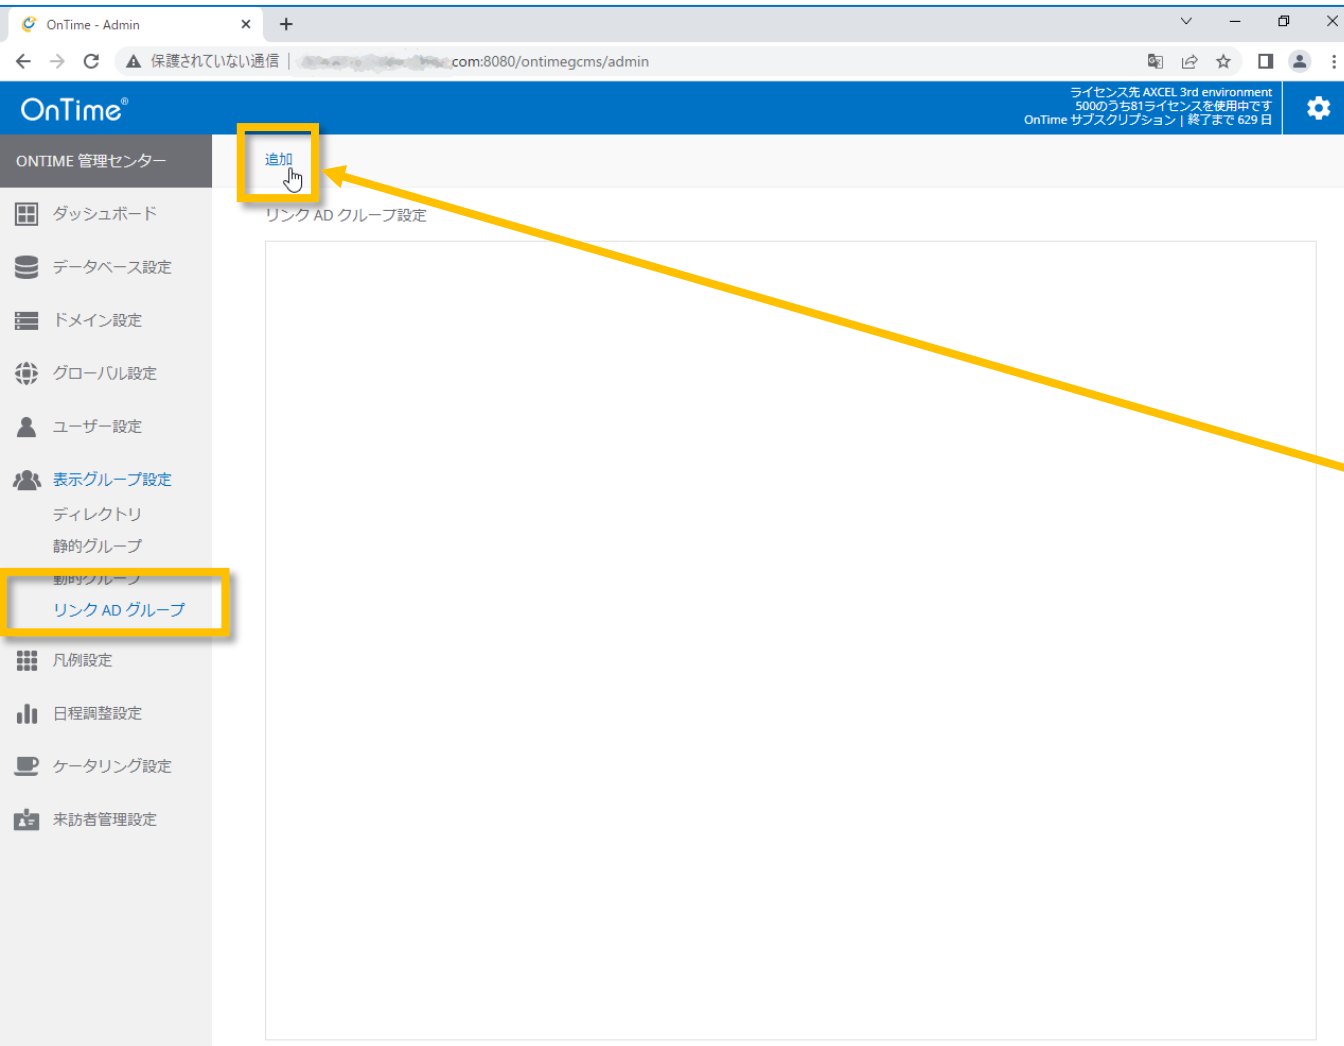 OnTime - Admin
保護されていない通信 | com:8080/ontimegcms/admin
OnTime®
ライセンス先 AXCEL 3rd environment
500のうち81ライセンスを使用中です
OnTime サブスクリプション | 終了まで 629 日
ONTIME 管理センター
追加
リンク AD グループ設定
ダッシュボード
データベース設定
ドメイン設定
グローバル設定
ユーザー設定
表示グループ設定
ディレクトリ
静的グループ
動的グループ
リンク AD グループ
凡例設定
日程調整設定
ケータリング設定
来訪者管理設定